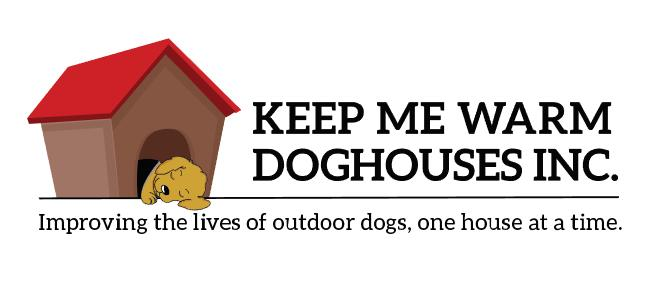 KEEP ME WARM
DOGHOUSES INC.
Improving the lives of outdoor dogs, one house at a time.